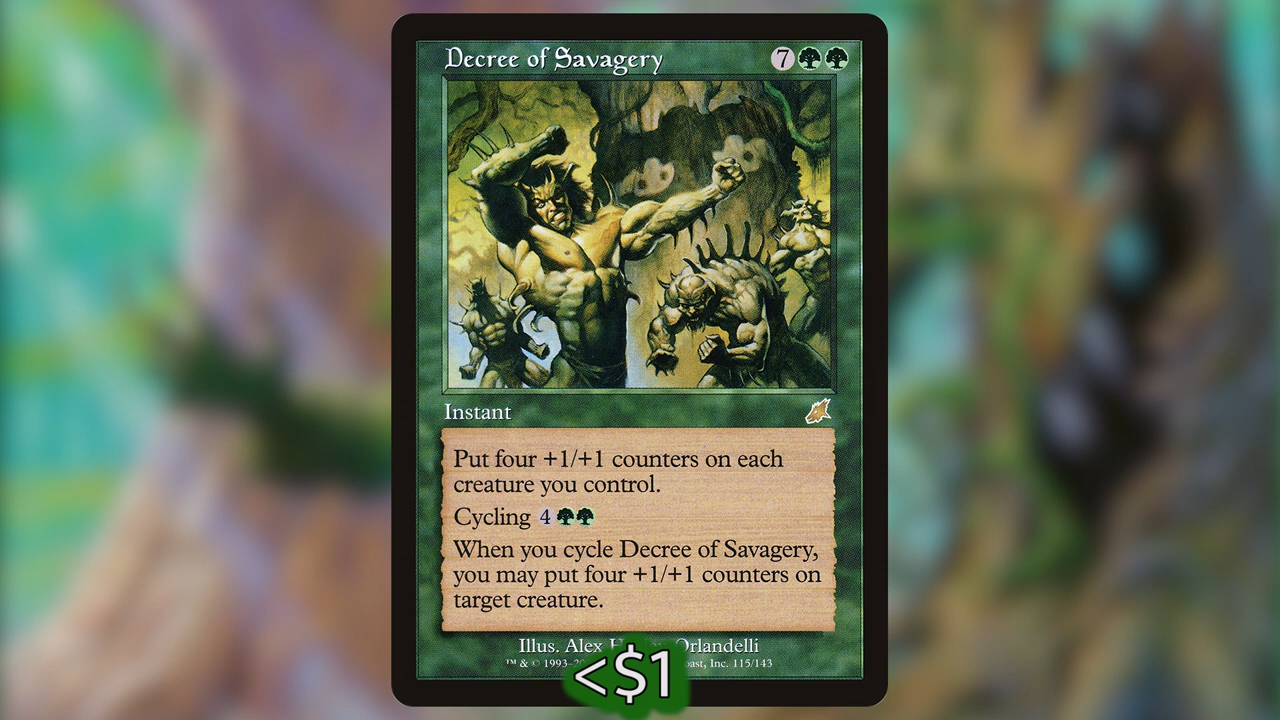 Decree of Savagery 7
Instant
Put four +1/+1 counters on each
creature you control.
Cycling 4
When you cycle Decree of Savagery,
you may put four +1/+1 counters on
target creature.
Illus. Alex Orlandelli
™ & © 1993-20 Inc. 115/143
<$1